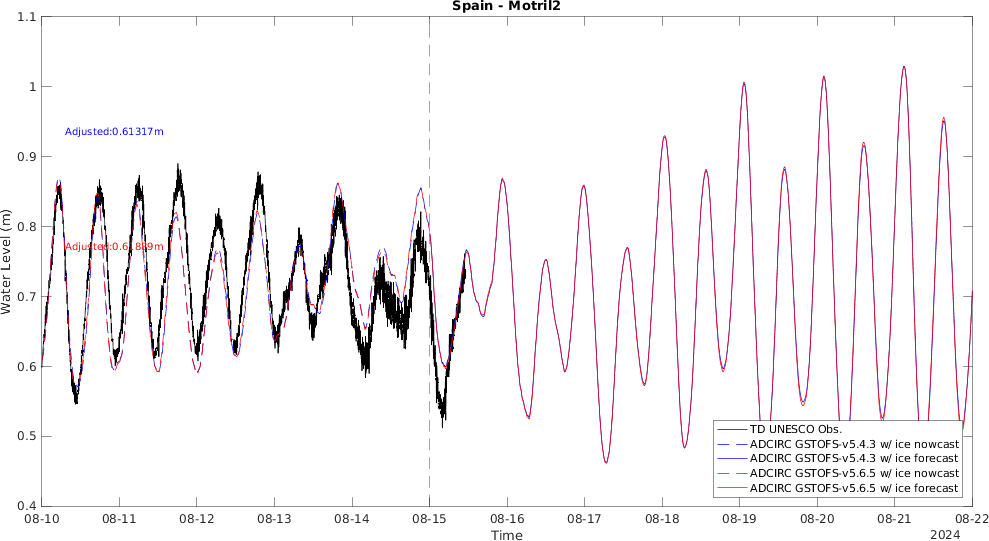 Spain - Motril2
1.1
1
0.9
0.8
0.7
0.6
0.5
0.4
Water Level (m)
Adjusted:0.61317m
Adjusted:0.61889m
TD UNESCO Obs.
ADCIRC GSTOFS-v5.4.3 w/ ice nowcast
ADCIRC GSTOFS-v5.4.3 w/ ice forecast
ADCIRC GSTOFS-v5.6.5 w/ ice nowcast
ADCIRC GSTOFS-v5.6.5 w/ ice forecast
08-10 08-11 08-12 08-13 08-14 08-15 08-16 08-17 08-18 08-19 08-20 08-21 08-22
Time
2024